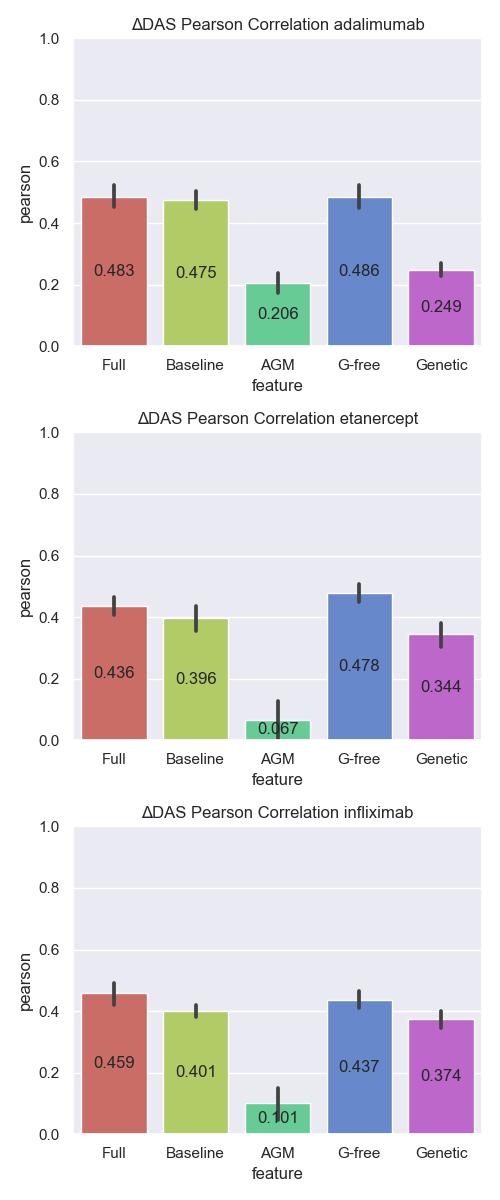 ΔDAS Pearson Correlation adalimumab
1.0
0.8
0.6
0.4
0.2
0.0
pearson
0.483
0.475
0.206
0.486
0.249
Full Baseline AGM G-free Genetic
feature
ΔDAS Pearson Correlation etanercept
1.0
0.8
0.6
0.4
0.2
0.0
pearson
0.436
0.396
0.067
0.478
0.344
Full Baseline AGM G-free Genetic
feature
ΔDAS Pearson Correlation infliximab
1.0
0.8
0.6
0.4
0.2
0.0
pearson
0.459
0.401
0.101
0.437
0.374
Full Baseline AGM G-free Genetic
feature